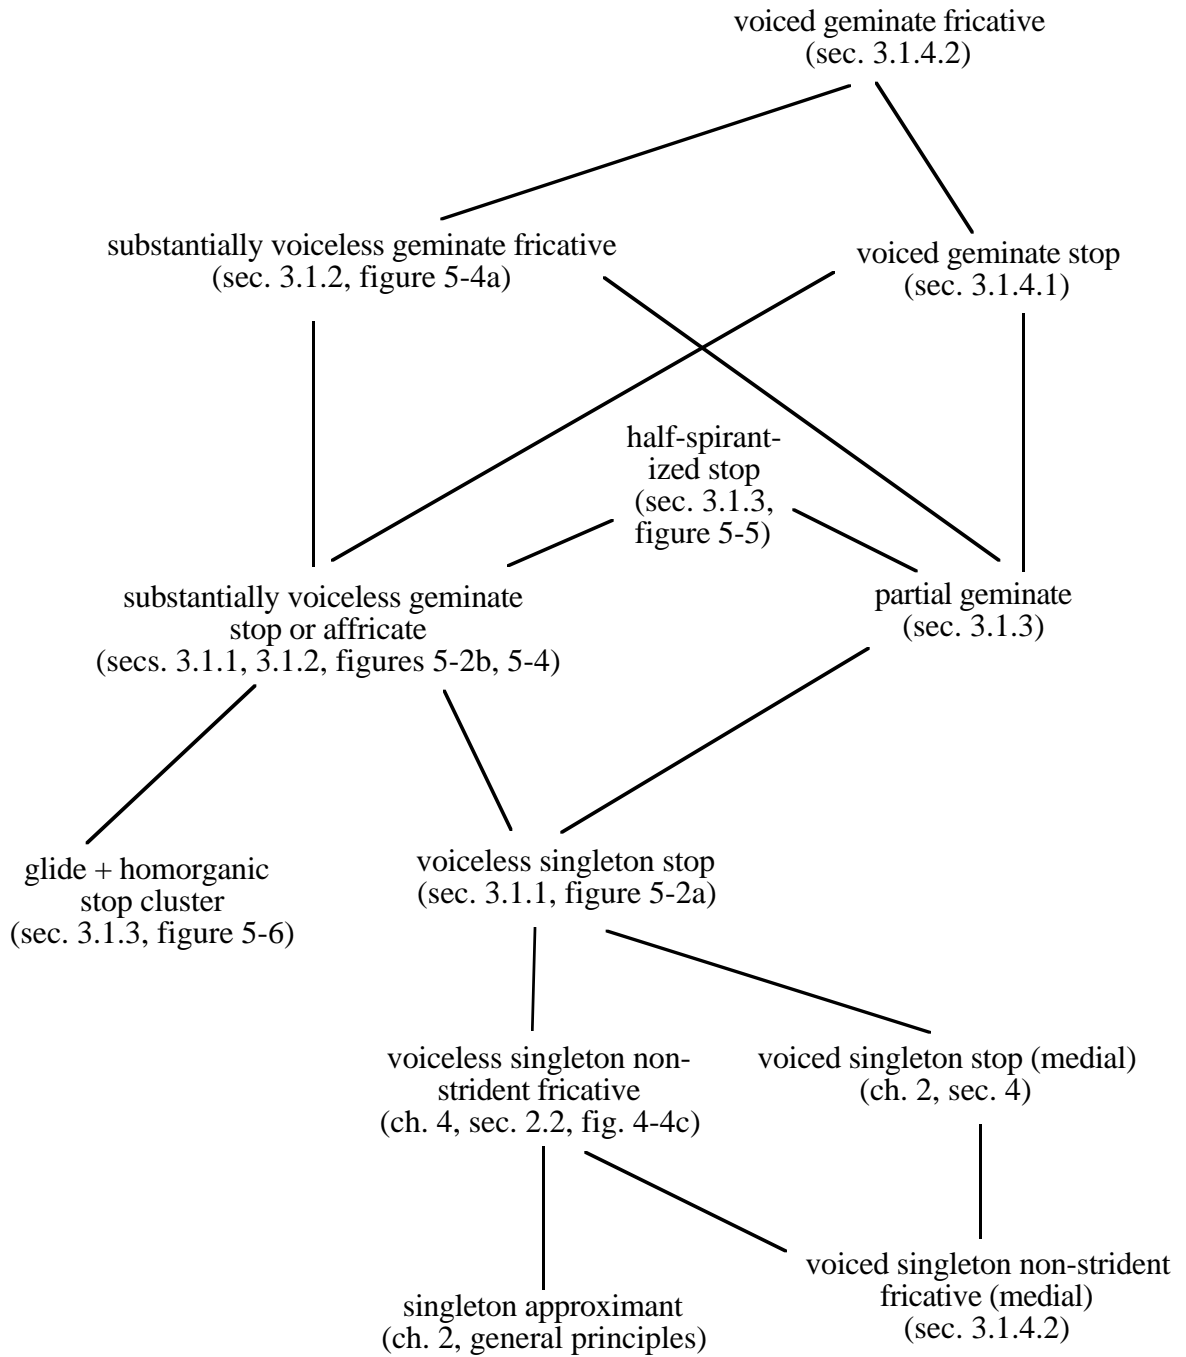 voiced geminate fricative
(sec. 3.1.4.2)
substantially voiceless geminate fricative
(sec. 3.1.2, figure 5-4a)
voiced geminate stop
(sec. 3.1.4.1)
half-spirant-
ized stop
(sec. 3.1.3,
figure 5-5)
substantially voiceless geminate
stop or affricate
(secs. 3.1.1, 3.1.2, figures 5-2b, 5-4)
partial geminate
(sec. 3.1.3)
glide + homorganic
stop cluster
(sec. 3.1.3, figure 5-6)
voiceless singleton stop
(sec. 3.1.1, figure 5-2a)
voiceless singleton non-
strident fricative
(ch. 4, sec. 2.2, fig. 4-4c)
voiced singleton stop (medial)
(ch. 2, sec. 4)
singleton approximant
(ch. 2, general principles)
voiced singleton non-strident
fricative (medial)
(sec. 3.1.4.2)